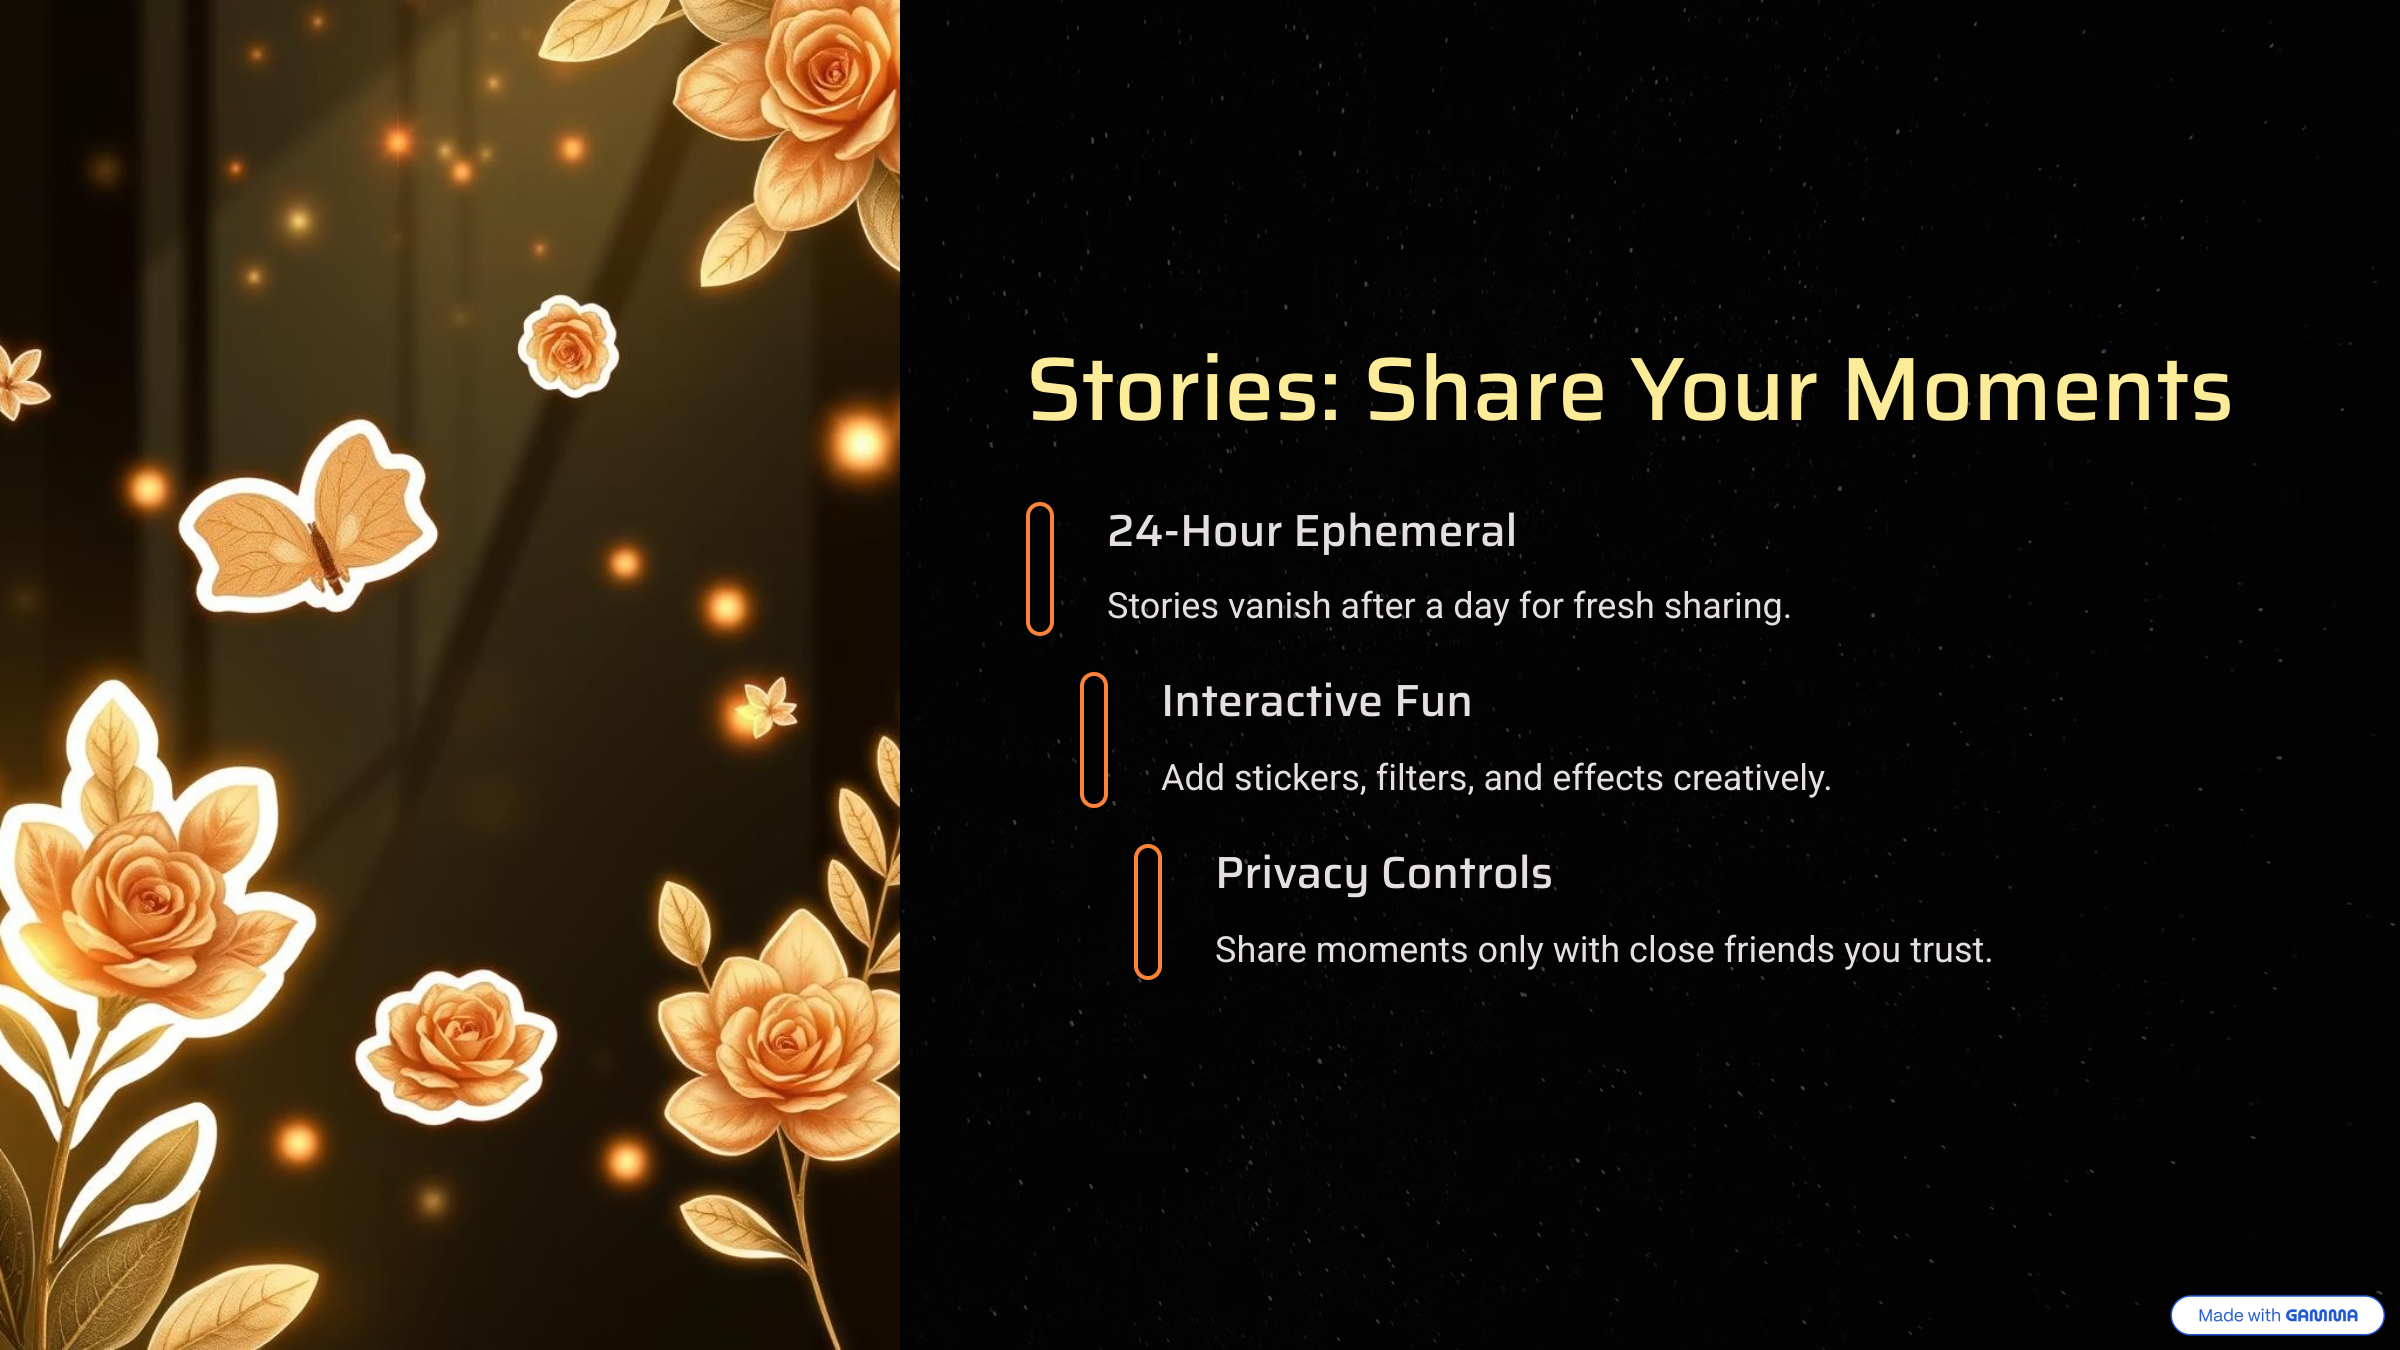 Stories: Share Your Moments
24-Hour Ephemeral
Stories vanish after a day for fresh sharing.
Interactive Fun
Add stickers, filters, and effects creatively.
Privacy Controls
Share moments only with close friends you trust.
Made with GAMMA